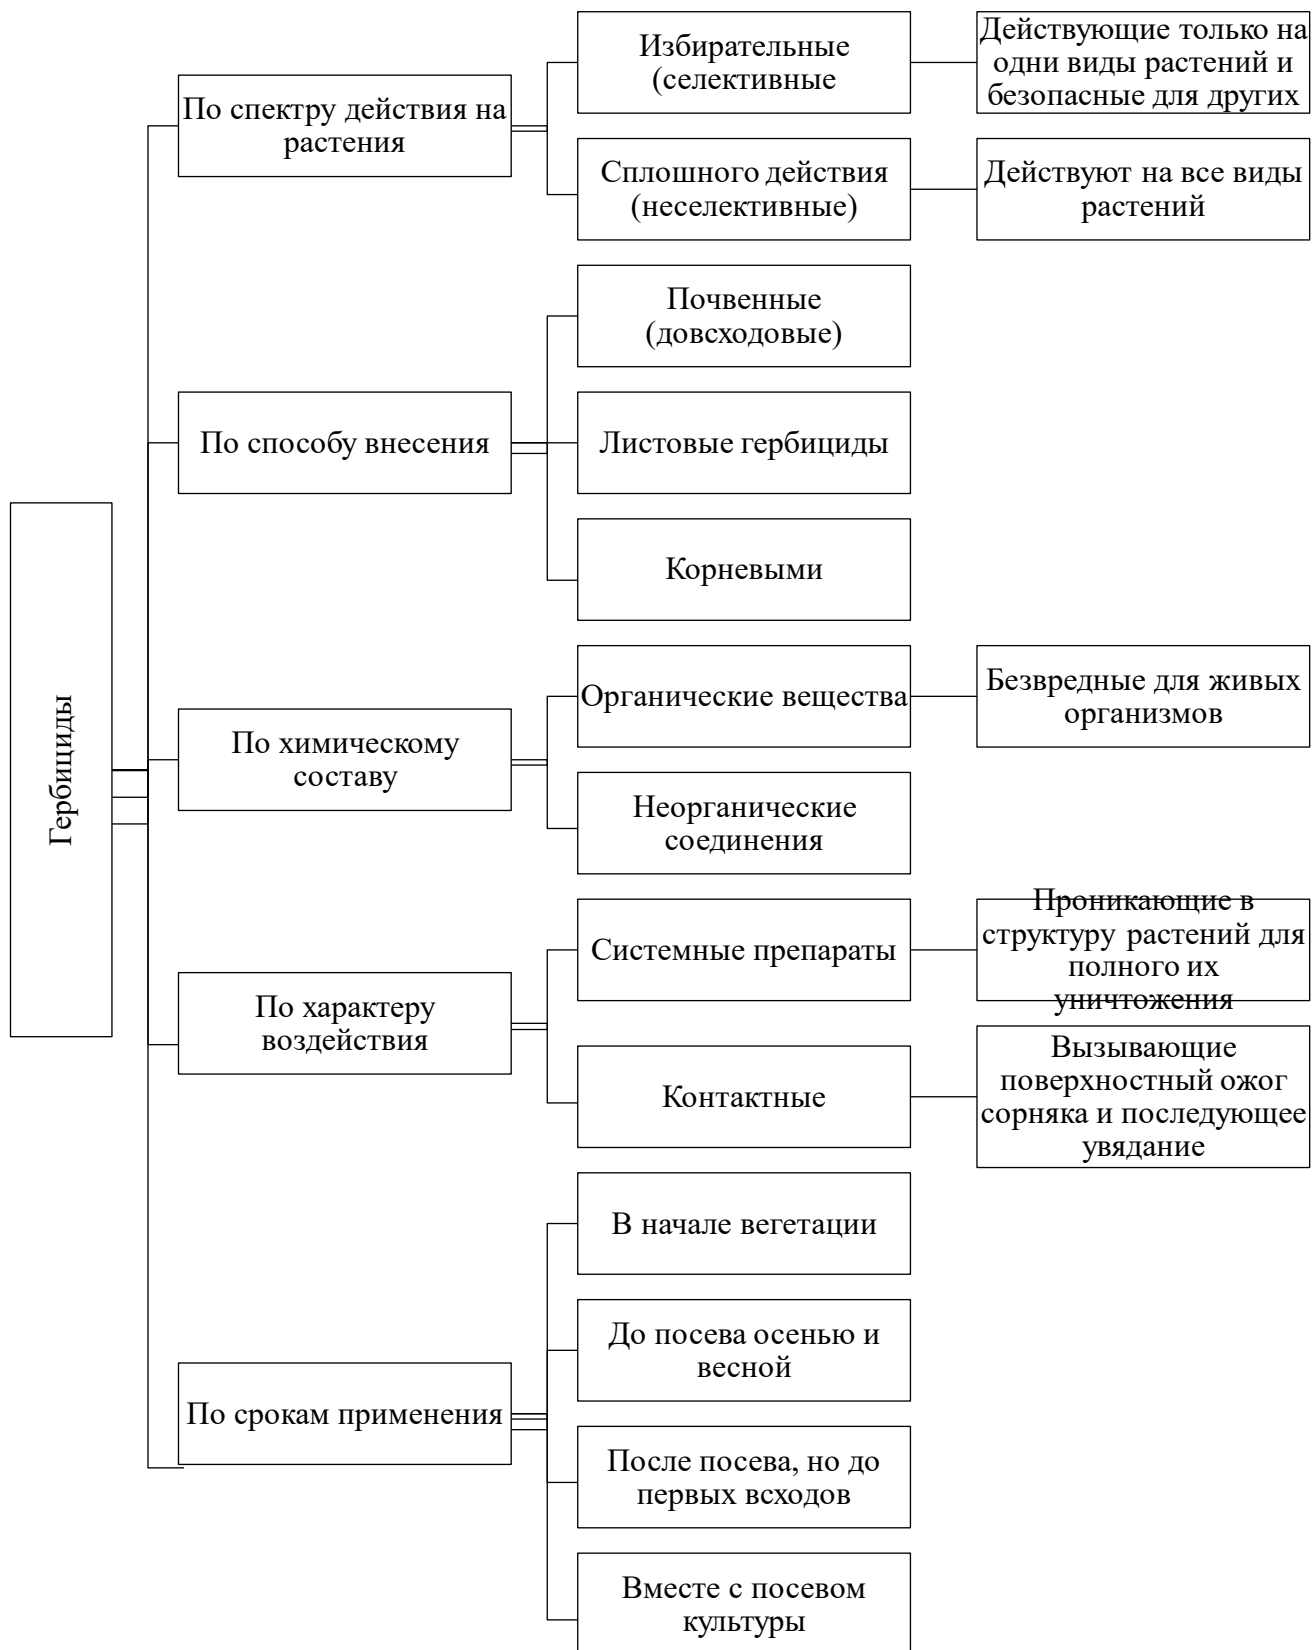 Гербициды
По спектру действия на
растения
Избирательные
(селективные
Действующие только на
одни виды растений и
безопасные для других
Сплошного действия
(неселективные)
Действуют на все виды
растений
По способу внесения
Почвенные
(довсходовые)
Листовые гербициды
Корневыми
По химическому
составу
Органические вещества
Безвредные для живых
организмов
Неорганические
соединения
По характеру
воздействия
Системные препараты
Проникающие в
структуру растений для
полного их
уничтожения
Контактные
Вызывающие
поверхностный ожог
сорняка и последующее
увядание
По срокам применения
В начале вегетации
До посева осенью и
весной
После посева, но до
первых всходов
Вместе с посевом
культуры